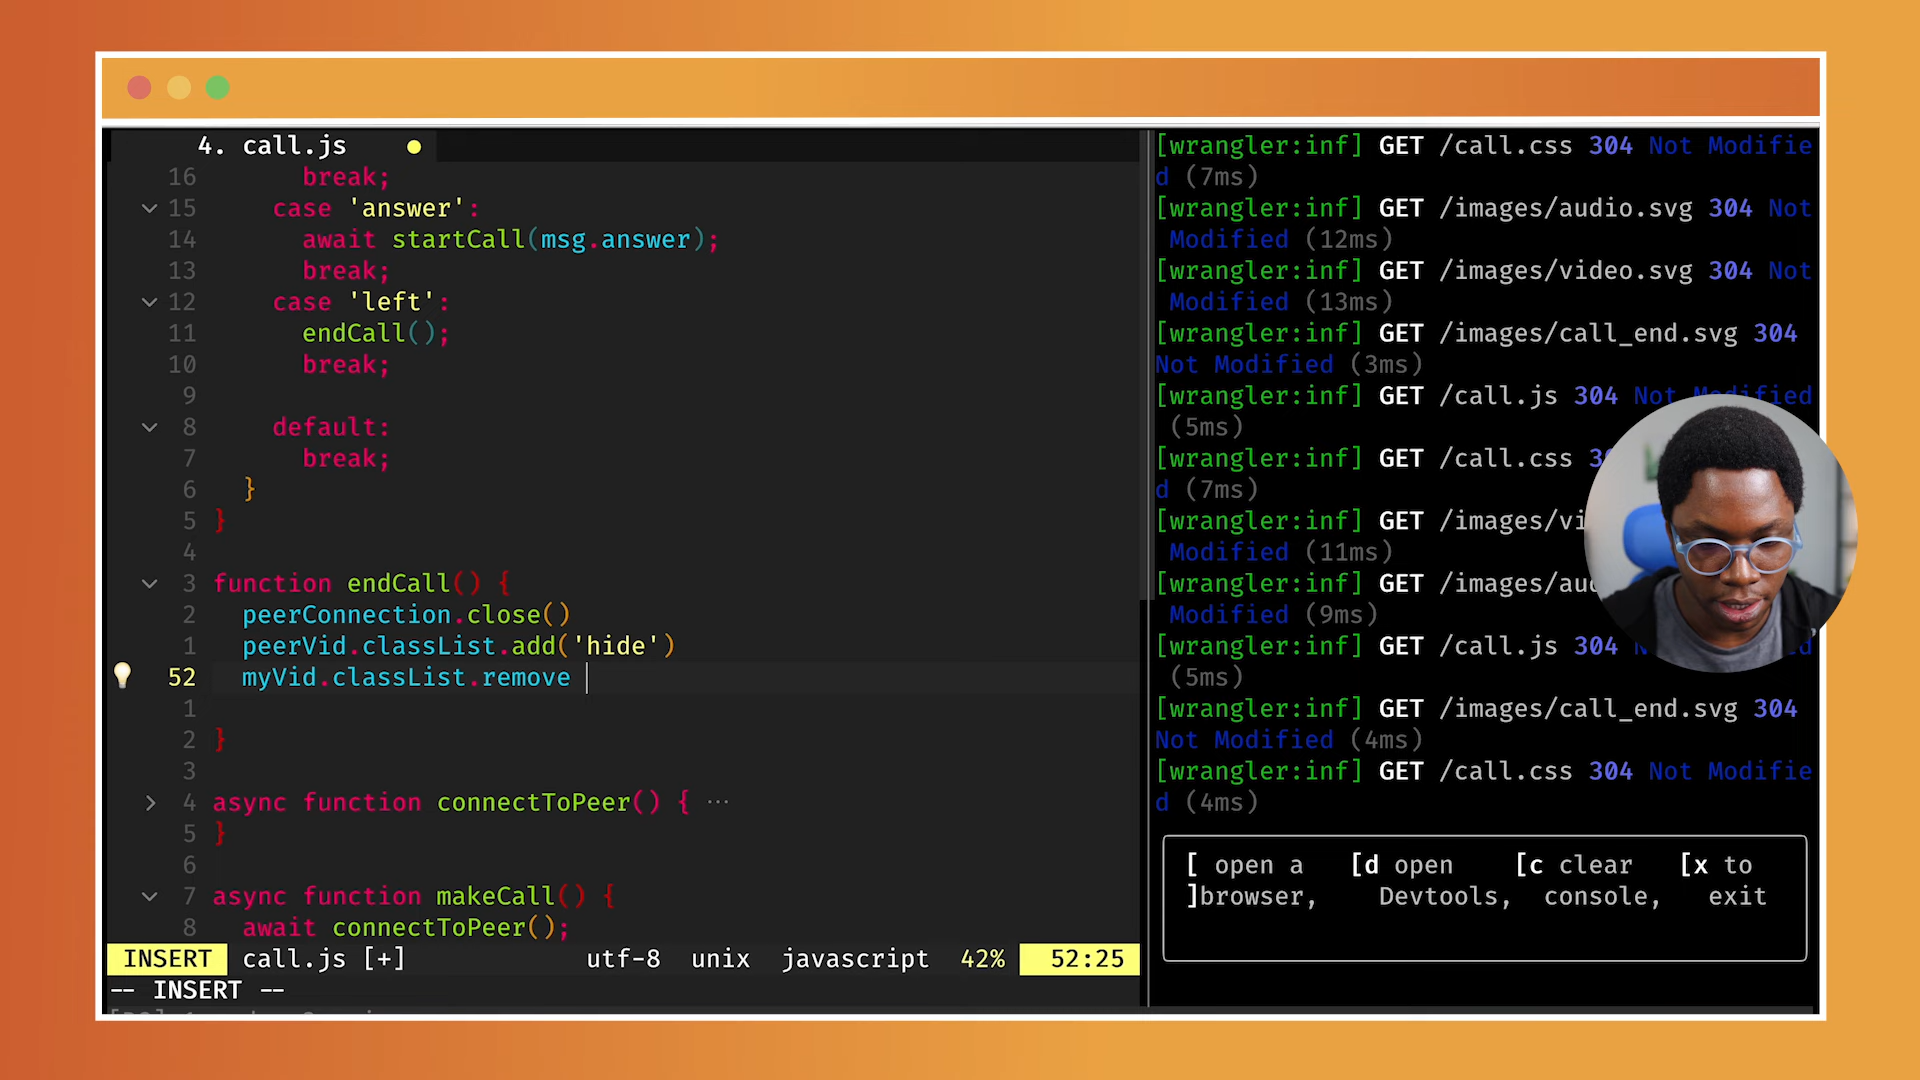 4. call.js
16 break;
15 case 'answer':
14 await startCall(msg.answer);
13 break;
12 case 'left':
11 endCall();
10 break;
9
8 default:
7 break;
6 }
5 }
4
3 function endCall() {
2 peerConnection.close()
1 peerVid.classList.add('hide')
52 myVid.classList.remove
1
2 }
3
4 async function connectToPeer() { ···
5 }
6
7 async function makeCall() {
8 await connectToPeer();
INSERT call.js [+] utf-8 unix javascript 42% 52:25
-- INSERT --
[wrangler:inf] GET /call.css 304 Not Modifie
d (7ms)
[wrangler:inf] GET /images/audio.svg 304 Not
Modified (12ms)
[wrangler:inf] GET /images/video.svg 304 Not
Modified (13ms)
[wrangler:inf] GET /images/call_end.svg 304
Not Modified (3ms)
[wrangler:inf] GET /call.js 304 Not Modified
(5ms)
[wrangler:inf] GET /call.css
d (7ms)
[wrangler:inf] GET
Modified (11ms)
[wrangler:inf] GET
Modified (9ms)
[wrangler:inf] GET /call.js 304
(5ms)
[wrangler:inf] GET /images/call_end.svg 304
Not Modified (4ms)
[wrangler:inf] GET /call.css 304 Not Modifie
d (4ms)
[ open a [d open [c clear [x to
]browser, Devtools, console, exit